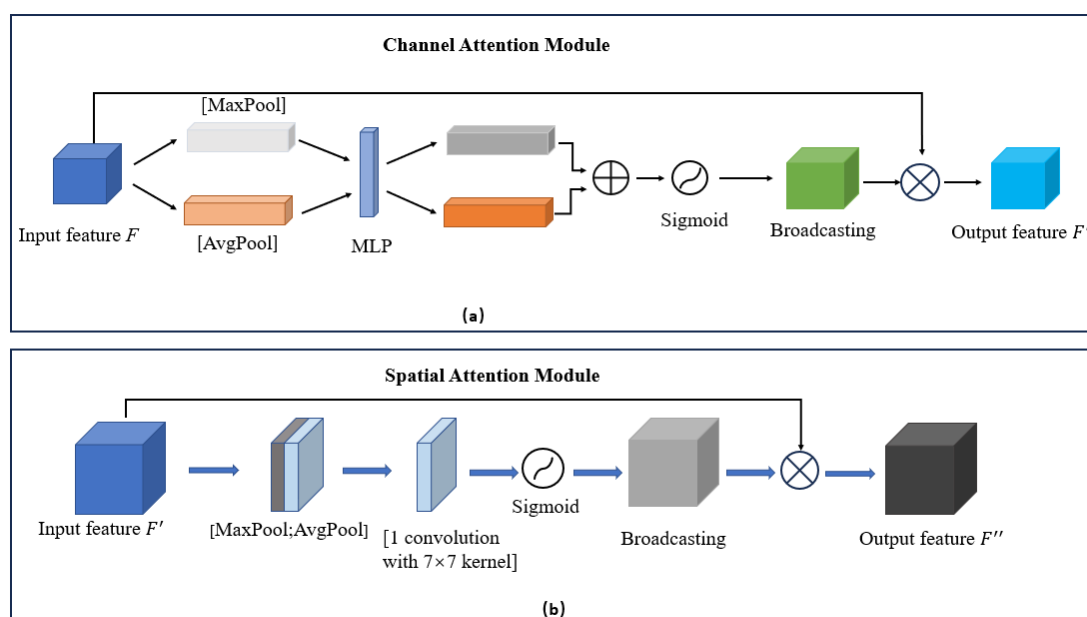 Channel Attention Module
[MaxPool]
Input feature F
[AvgPool]
MLP
Sigmoid
Broadcasting
Output feature F'
(a)
Spatial Attention Module
Input feature F′
[MaxPool;AvgPool]
[1 convolution
with 7×7 kernel]
Sigmoid
Broadcasting
Output feature F′′
(b)